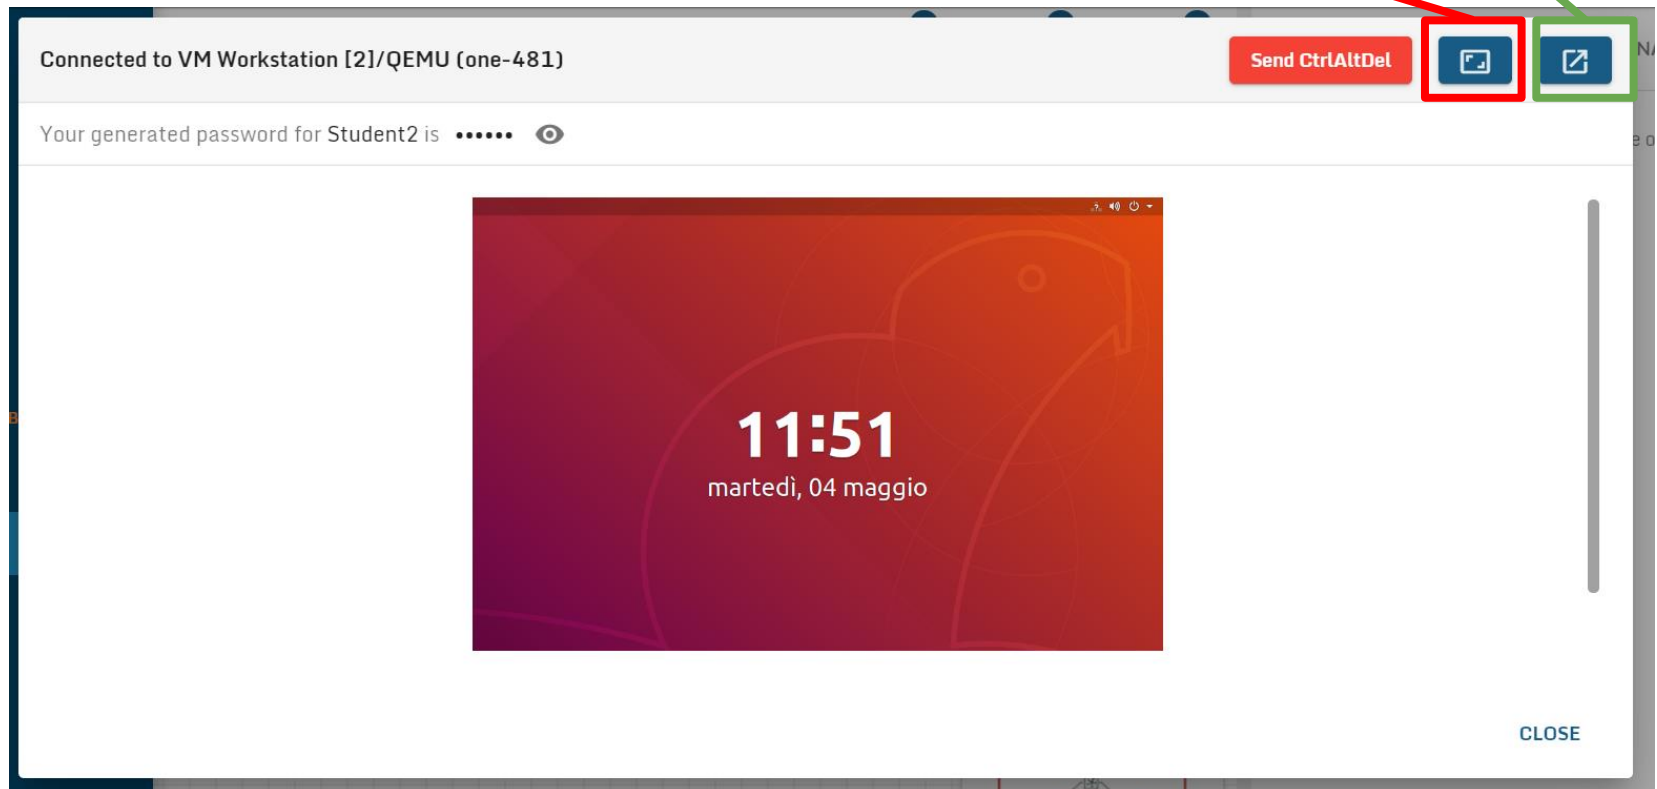 Connected to VM Workstation [2]/QEMU (one-481)
Send CtrlAltDel
Your generated password for Student2 is ••••••
11:51
martedì, 04 maggio
CLOSE